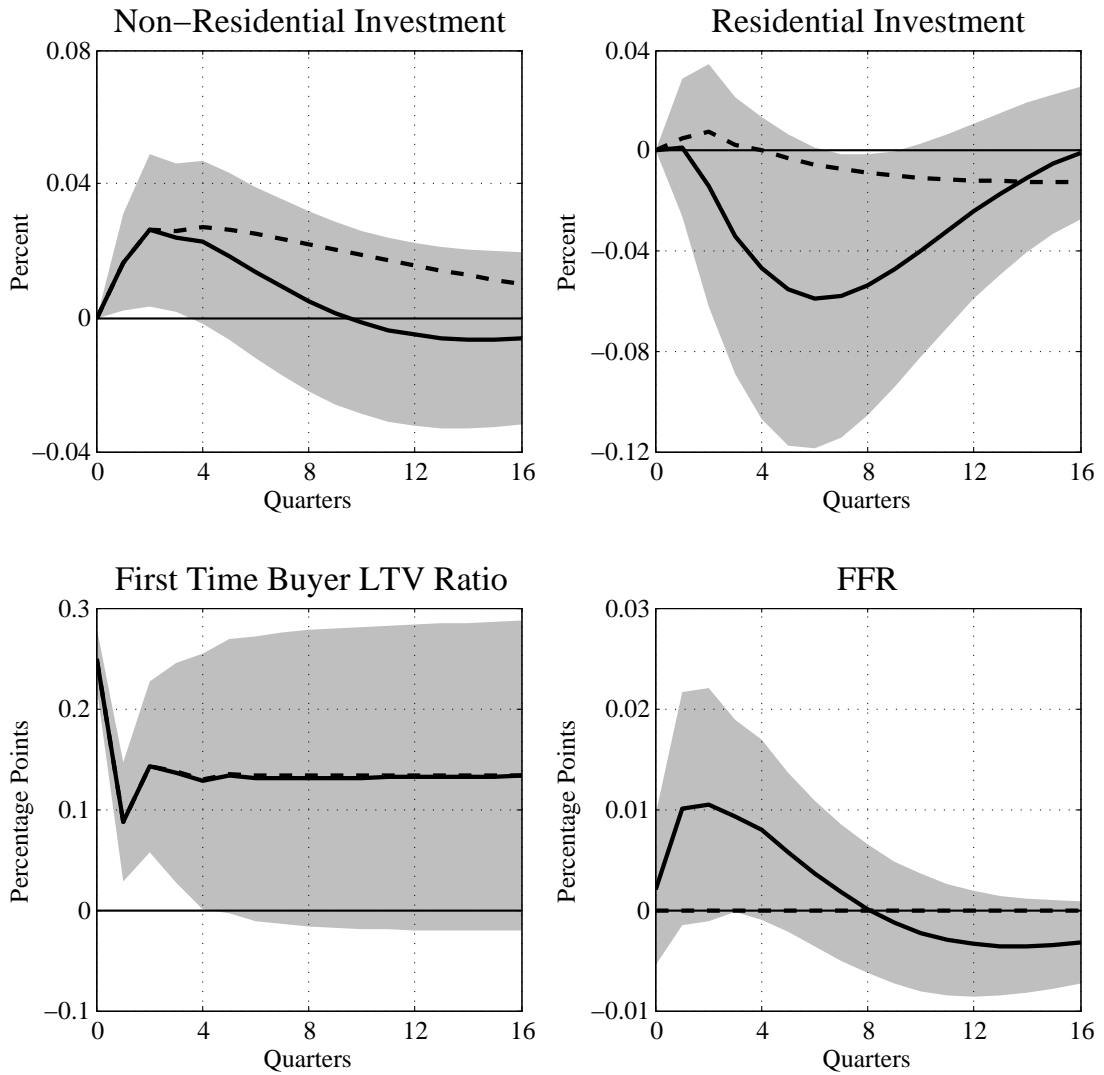 Non−Residential Investment
0.08
0.04
0
−0.04
Percent
0 4 8 12 16
Quarters
Residential Investment
0.04
0
−0.04
−0.08
−0.12
Percent
0 4 8 12 16
Quarters
First Time Buyer LTV Ratio
0.3
0.2
0.1
0
−0.1
Percentage Points
0 4 8 12 16
Quarters
FFR
0.03
0.02
0.01
0
−0.01
Percentage Points
0 4 8 12 16
Quarters